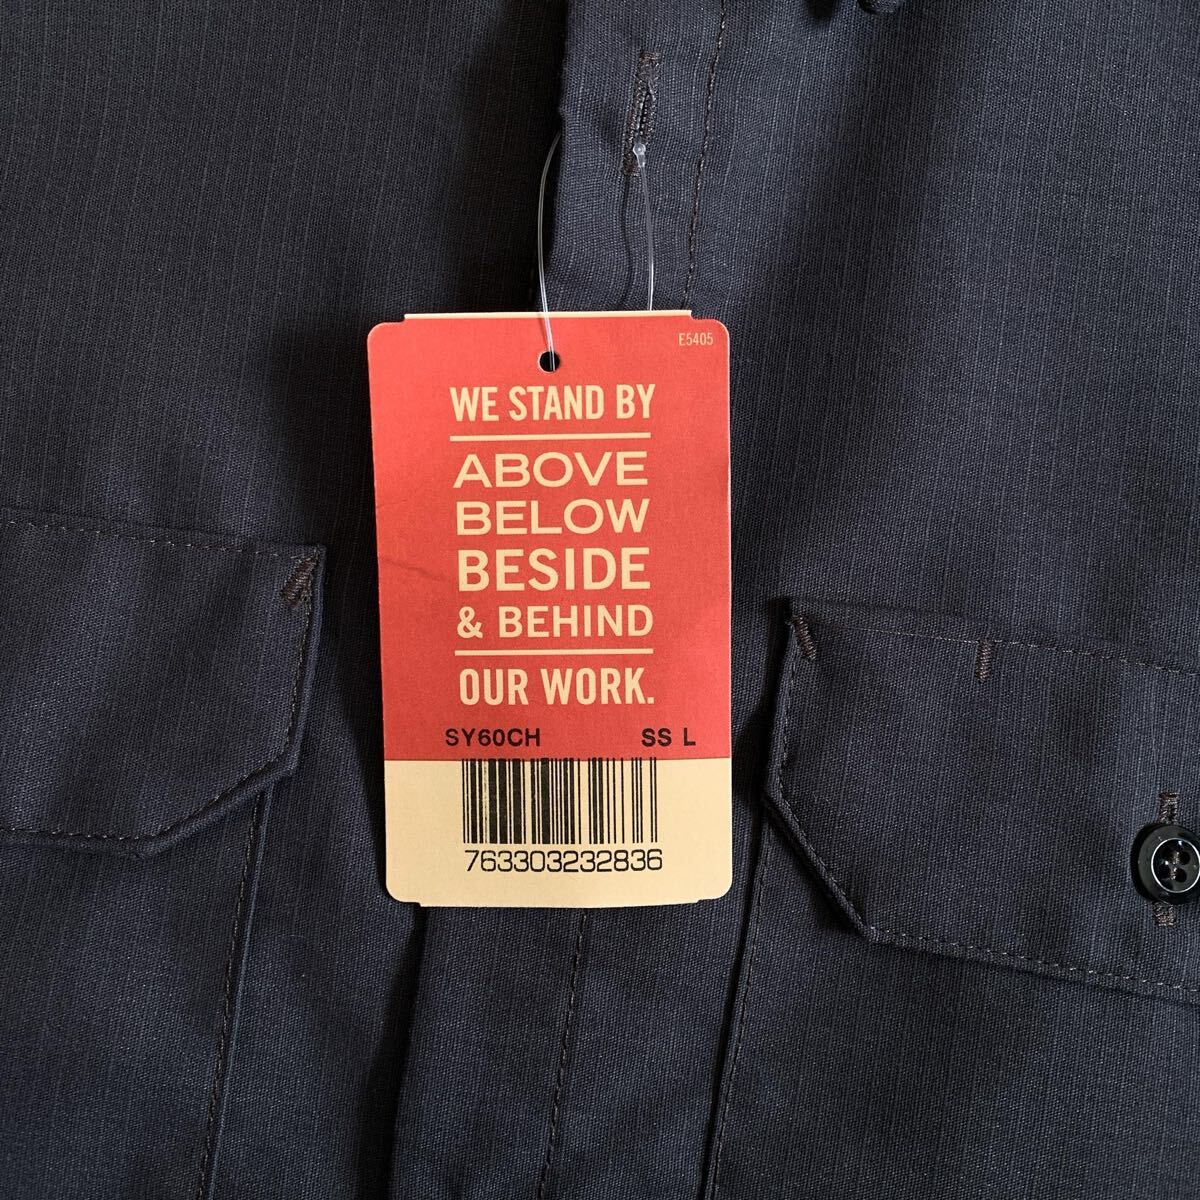 E5405
WE STAND BY
ABOVE
BELOW
BESIDE
& BEHIND
OUR WORK.
SY60CH SS L
763303232836